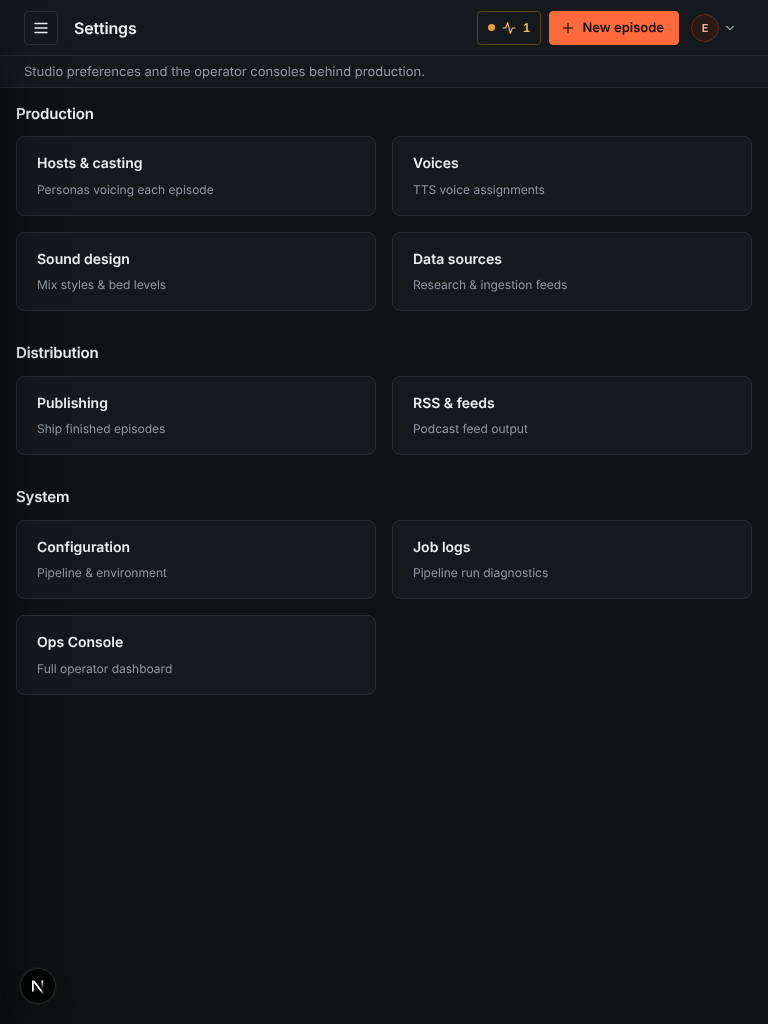 Settings
1
New episode
E
Studio preferences and the operator consoles behind production.
Production
Hosts & casting
Personas voicing each episode
Voices
TTS voice assignments
Sound design
Mix styles & bed levels
Data sources
Research & ingestion feeds
Distribution
Publishing
Ship finished episodes
RSS & feeds
Podcast feed output
System
Configuration
Pipeline & environment
Job logs
Pipeline run diagnostics
Ops Console
Full operator dashboard
N